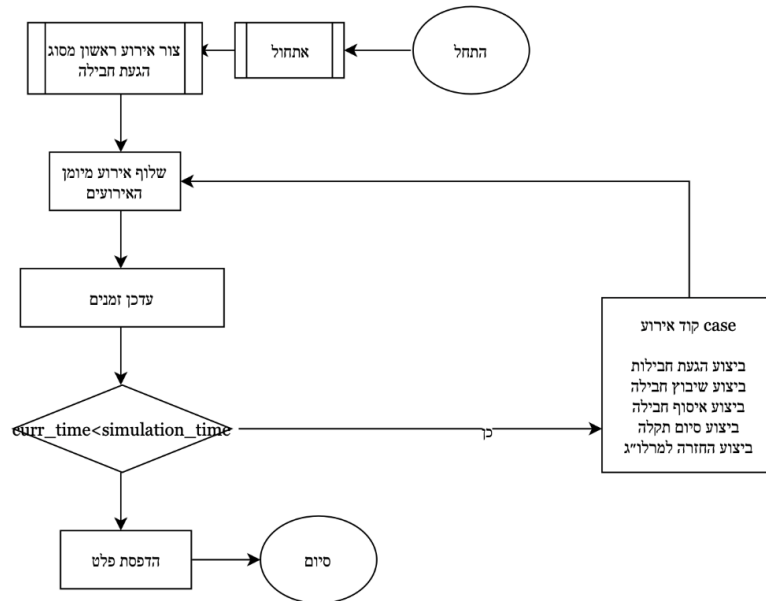 התחל
אתחול
צור אירוע ראשון מסוג
הגעת חבילה
שלוף אירוע מיומן
האירועים
עדכן זמנים
curr_time<simulation_time
כן
case קוד אירוע
ביצוע הגעת חבילות
ביצוע שיבוץ חבילה
ביצוע איסוף חבילה
ביצוע סיום תקלה
ביצוע החזרה למרלו״ג
הדפסת פלט
סיום